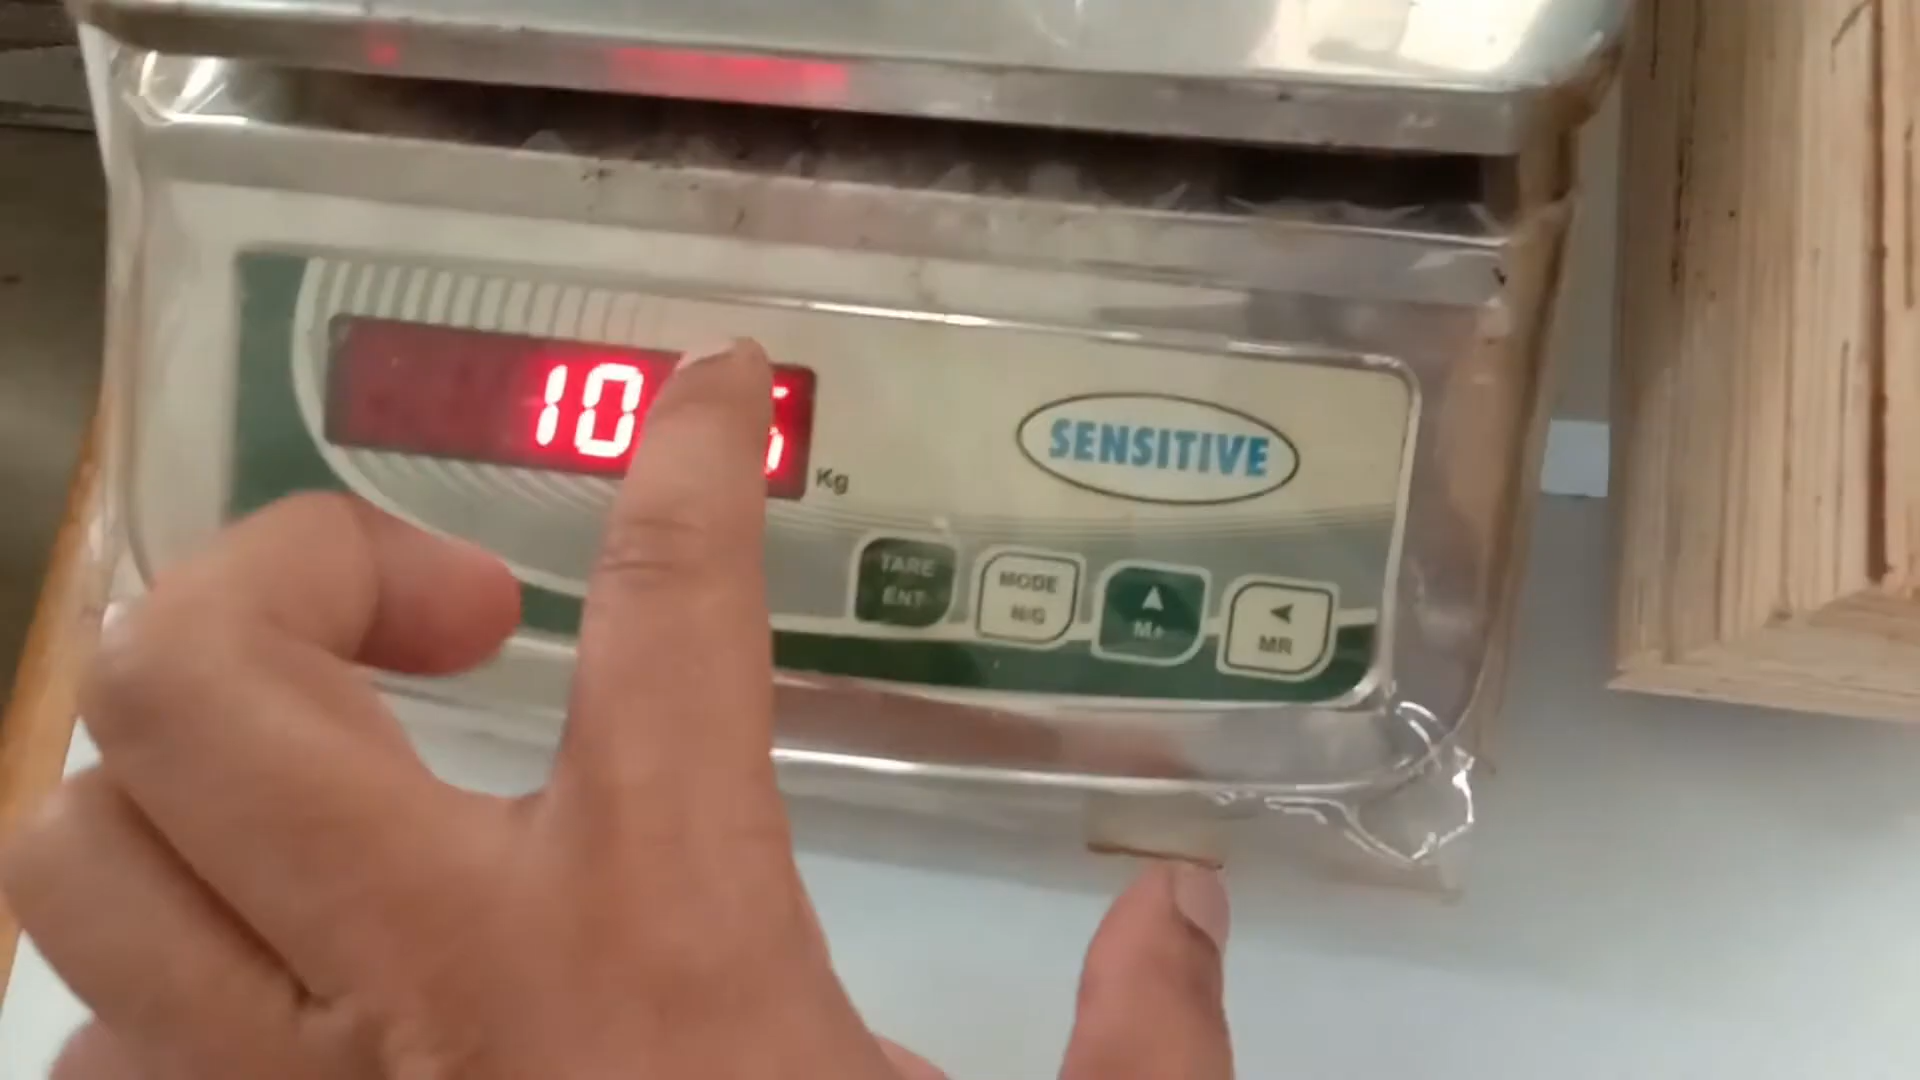 10
Kg
SENSITIVE
TARE
ENT
MODE
N/G
M+
MR